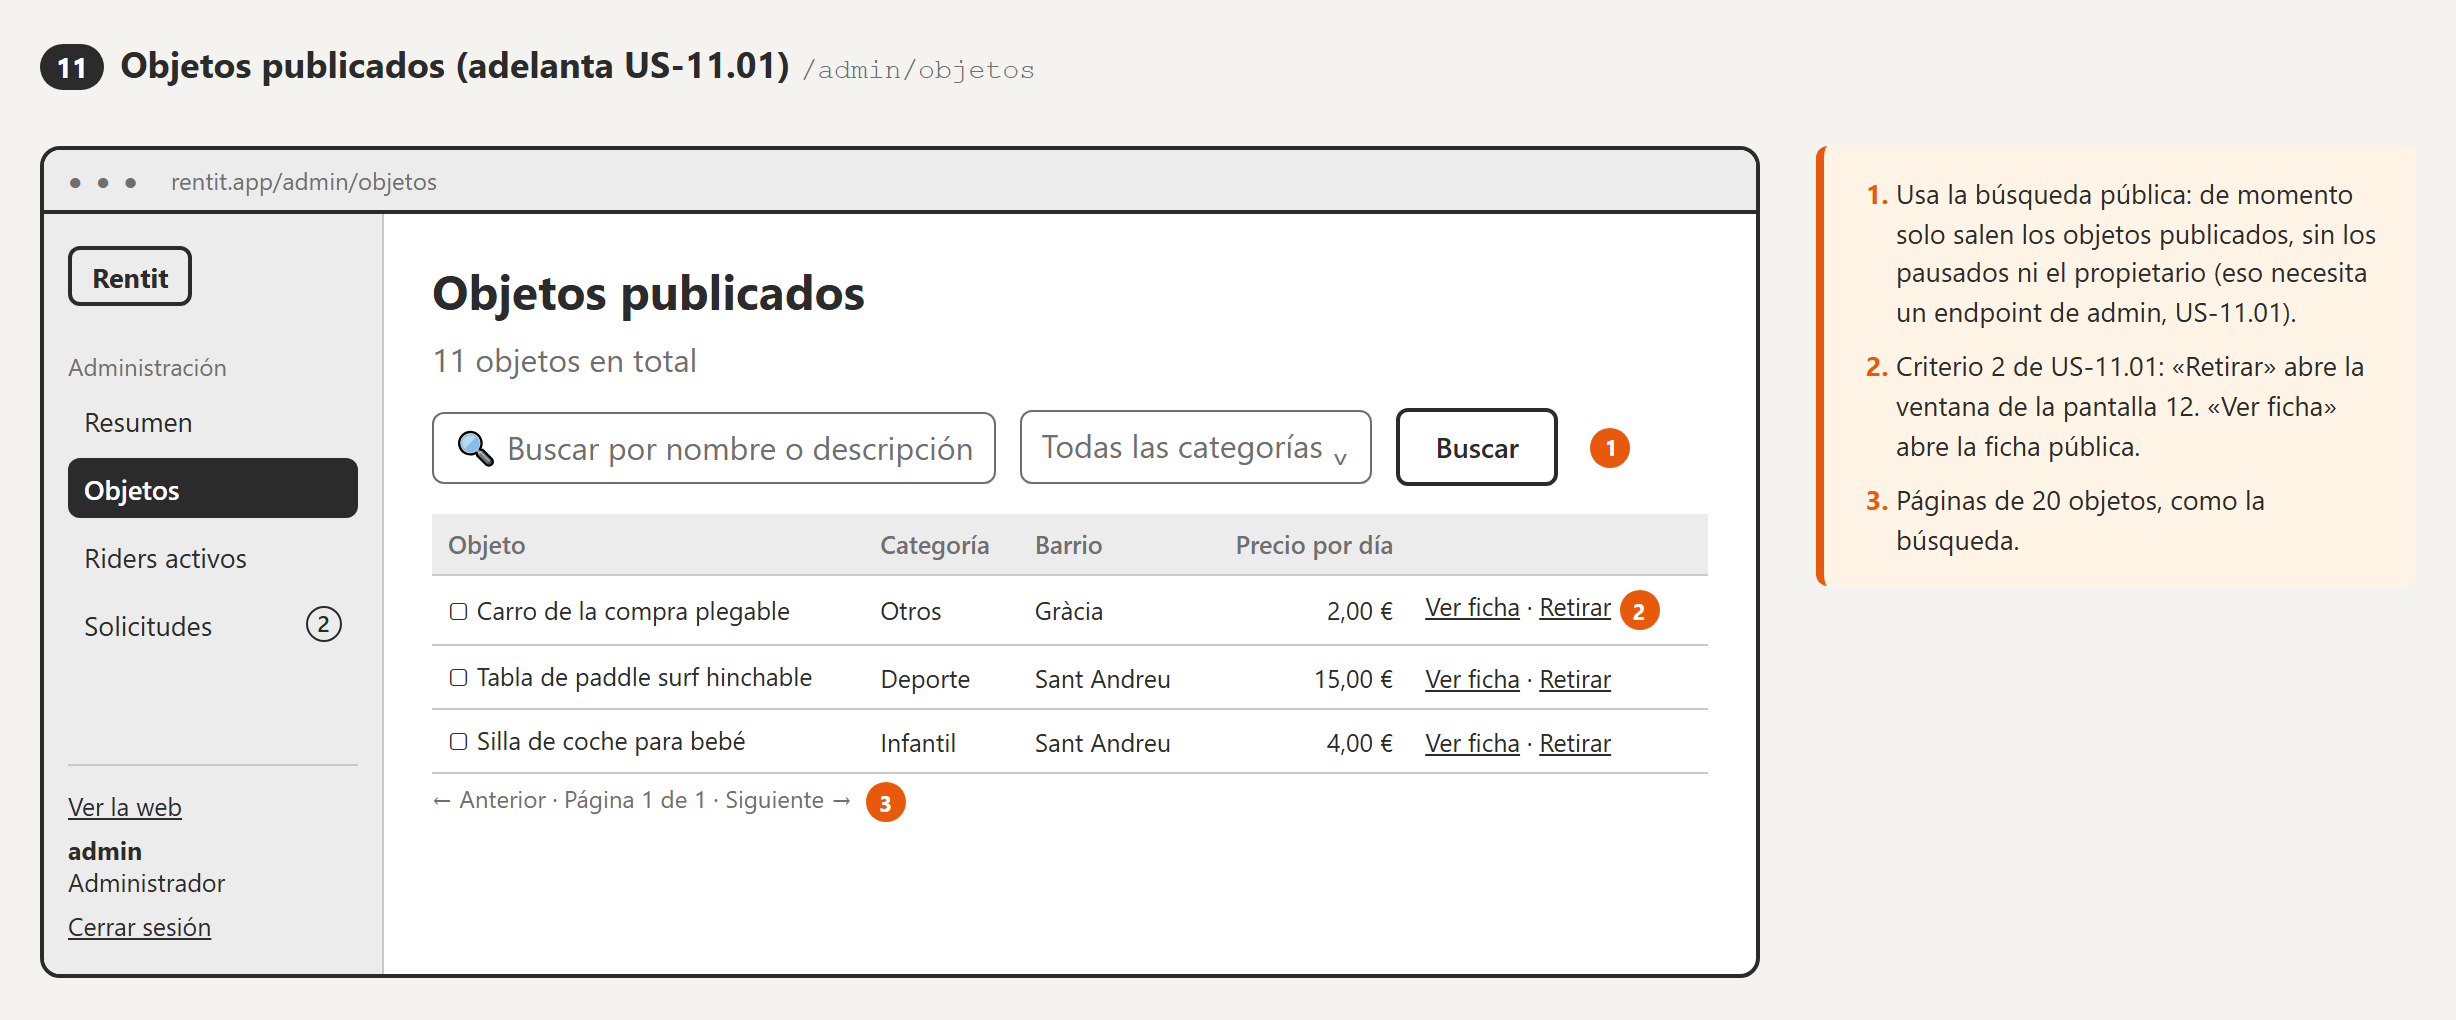 11 Objetos publicados (adelanta US-11.01) /admin/objetos
rentit.app/admin/objetos
Rentit
Administración
Resumen
Objetos
Riders activos
Solicitudes 2
Ver la web
admin
Administrador
Cerrar sesión
Objetos publicados
11 objetos en total
Buscar por nombre o descripción Todas las categorías Buscar 1
Objeto Categoría Barrio Precio por día
Carro de la compra plegable Otros Gràcia 2,00 € Ver ficha · Retirar 2
Tabla de paddle surf hinchable Deporte Sant Andreu 15,00 € Ver ficha · Retirar
Silla de coche para bebé Infantil Sant Andreu 4,00 € Ver ficha · Retirar
← Anterior · Página 1 de 1 · Siguiente → 3
1. Usa la búsqueda pública: de momento
solo salen los objetos publicados, sin los
pausados ni el propietario (eso necesita
un endpoint de admin, US-11.01).
2. Criterio 2 de US-11.01: «Retirar» abre la
ventana de la pantalla 12. «Ver ficha»
abre la ficha pública.
3. Páginas de 20 objetos, como la
búsqueda.